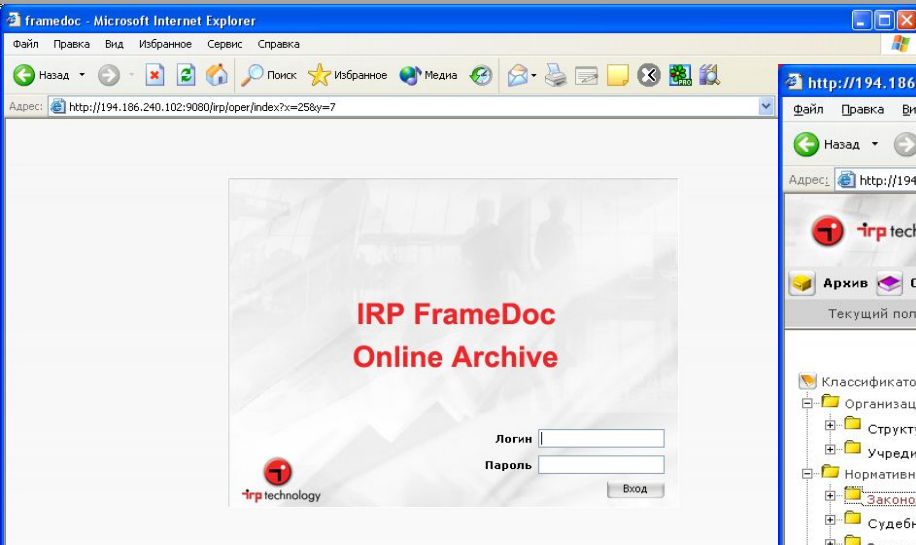 framedoc - Microsoft Internet Explorer
Файл Правка Вид Избранное Сервис Справка
Назад Поиск Избранное Медиа
Адрес: http://194.186.240.102:9080/irp/oper/index?x=25&y=7
IRP FrameDoc
Online Archive
Логин
Пароль
Вход
irp technology
http://194.186
Файл Правка Ви
Назад
Адрес: http://194
irp tech
Архив
Текущий пол
Классификато
Организац
Структу
Учреди
Нормативн
Законо
Судебн